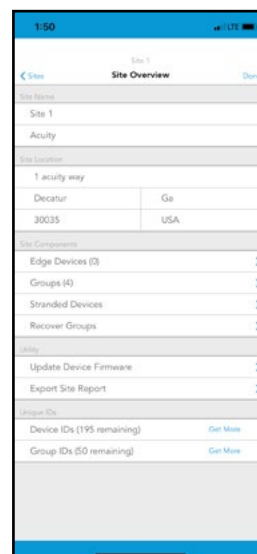 1:50
LTE
Site 1
Sites
Site Overview
Don
Site Name
Site 1
Acuity
Site Location
1 acuity way
Decatur
Ga
30035
USA
Site Components
Edge Devices (0)
Groups (4)
Stranded Devices
Recover Groups
Utility
Update Device Firmware
Export Site Report
Unique IDs
Device IDs (195 remaining)
Get More
Group IDs (50 remaining)
Get More